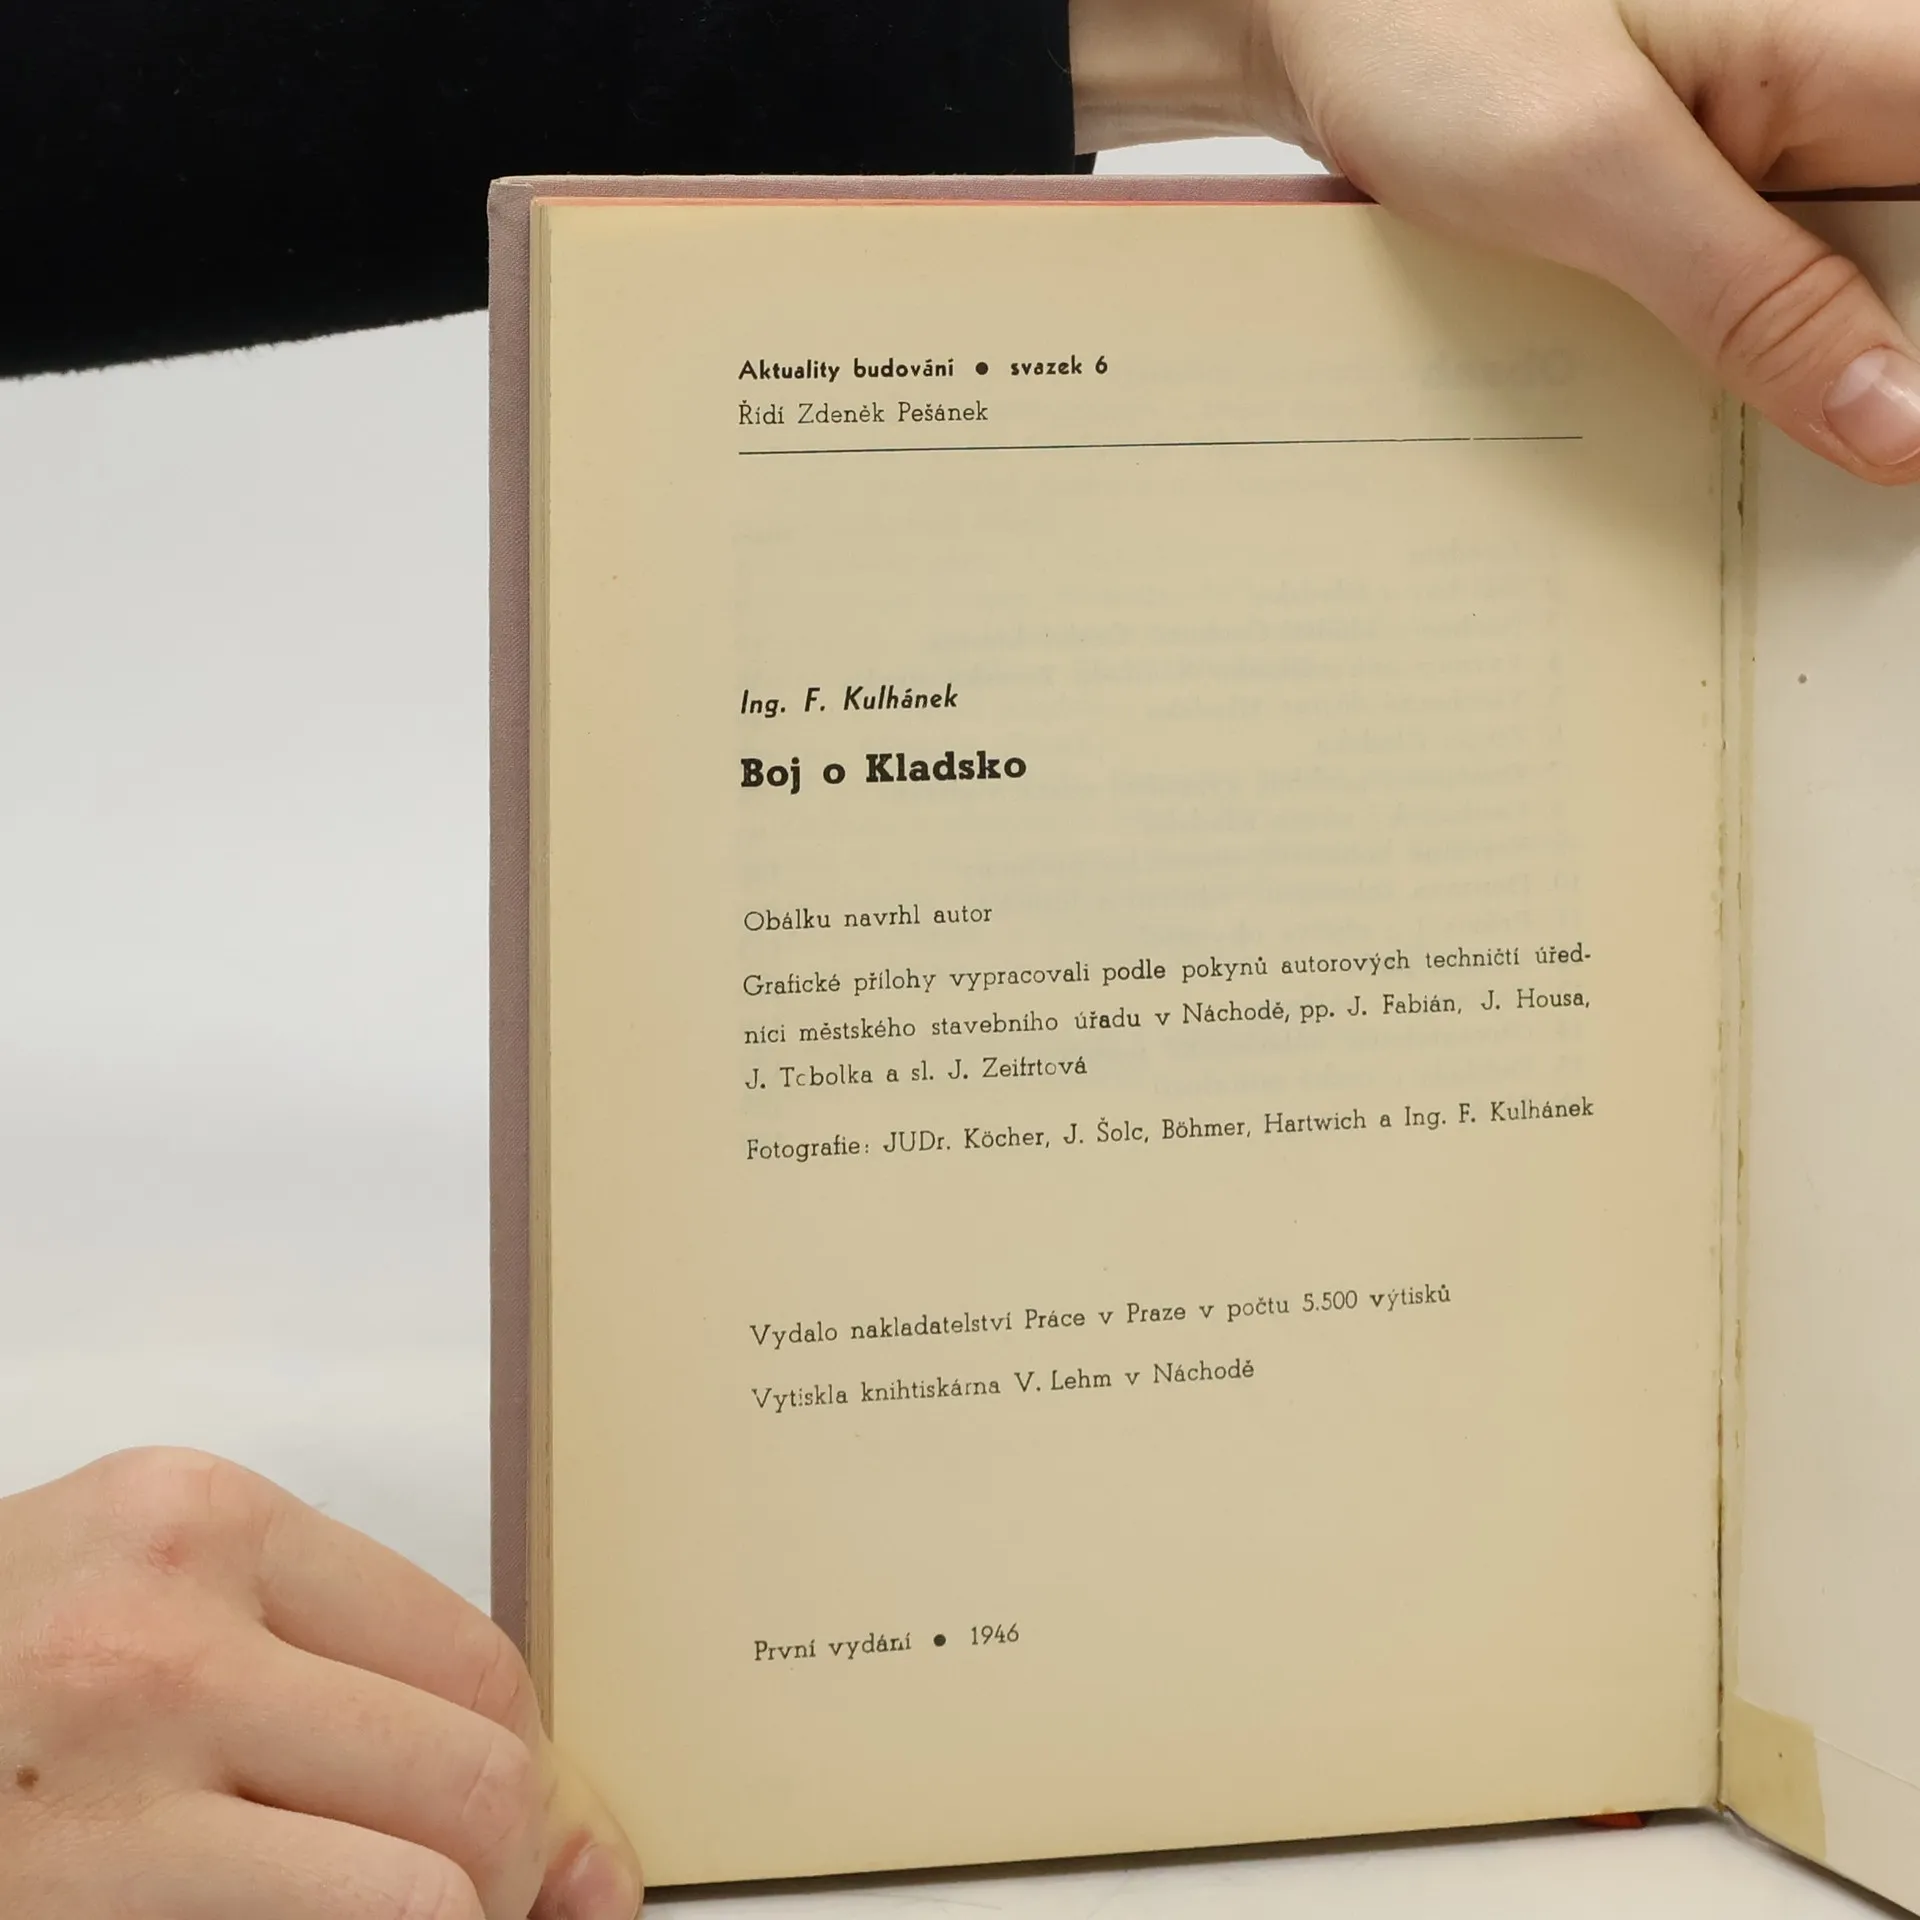 Aktuality budování ● svazek 6
Řídí Zdeněk Pešánek
Ing. F. Kulhánek
Boj o Kladsko
Obálku navrhl autor
Grafické přílohy vypracovali podle pokynů autorových techničtí úřed-
níci městského stavebního úřadu v Náchodě, pp. J. Fabián, J. Housa,
J. Tobolka a sl. J. Zeifrtová
Fotografie: JUDr. Köcher, J. Šolc, Böhmer, Hartwich a Ing. F. Kulhánek
Vydalo nakladatelství Práce v Praze v počtu 5.500 výtisků
Vytiskla knihtiskárna V. Lehm v Náchodě
První vydání ● 1946